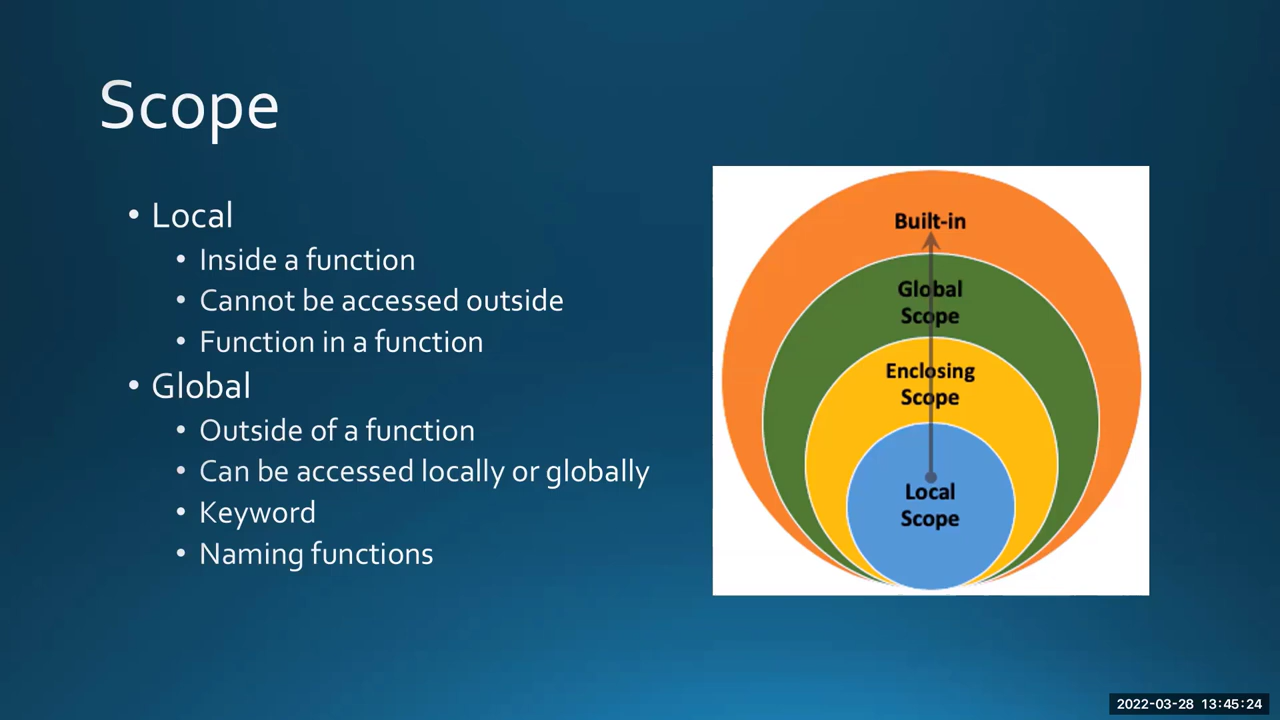 Scope
• Local
• Inside a function
• Cannot be accessed outside
• Function in a function
• Global
• Outside of a function
• Can be accessed locally or globally
• Keyword
• Naming functions
Built-in
Global
Scope
Enclosing
Scope
Local
Scope
2022-03-28 13:45:24